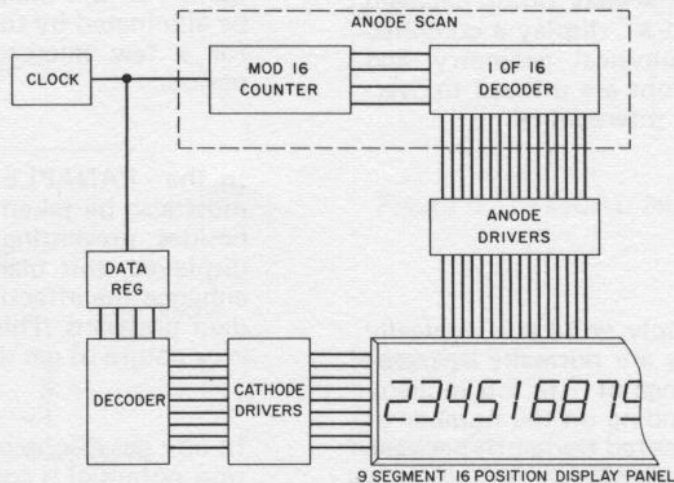 ANODE SCAN
CLOCK
MOD 16
COUNTER
1 OF 16
DECODER
ANODE
DRIVERS
DATA
REG
DECODER
CATHODE
DRIVERS
234516879
9 SEGMENT 16 POSITION DISPLAY PANEL